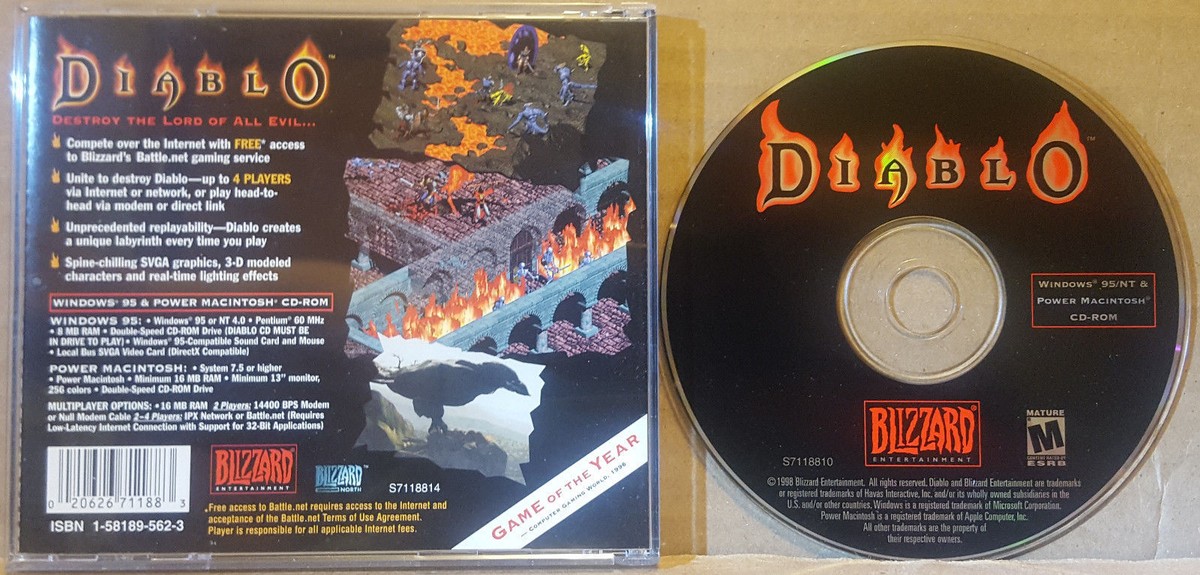 DIABLO™
DESTROY THE LORD OF ALL EVIL...
Compete over the Internet with FREE* access
to Blizzard's Battle.net gaming service
Unite to destroy Diablo—up to 4 PLAYERS
via Internet or network, or play head-to-
head via modem or direct link
Unprecedented replayability—Diablo creates
a unique labyrinth every time you play
Spine-chilling SVGA graphics, 3-D modeled
characters and real-time lighting effects
WINDOWS® 95 & POWER MACINTOSH® CD-ROM
WINDOWS 95: • Windows® 95 or NT 4.0 • Pentium® 60 MHz
• 8 MB RAM • Double-Speed CD-ROM Drive (DIABLO CD MUST BE
IN DRIVE TO PLAY) • Windows® 95-Compatible Sound Card and Mouse
• Local Bus SVGA Video Card (DirectX Compatible)
POWER MACINTOSH: • System 7.5 or higher
• Power Macintosh • Minimum 16 MB RAM • Minimum 13" monitor,
256 colors • Double-Speed CD-ROM Drive
MULTIPLAYER OPTIONS: • 16 MB RAM 2 Players: 14400 BPS Modem
or Null Modem Cable 2-4 Players: IPX Network or Battle.net (Requires
Low-Latency Internet Connection with Support for 32-Bit Applications)
0 20626 71188 3
ISBN 1-58189-562-3
BLIZZARD
ENTERTAINMENT
BLIZZARD™
NORTH
S7118814
*Free access to Battle.net requires access to the Internet and
acceptance of the Battle.net Terms of Use Agreement.
Player is responsible for all applicable Internet fees.
GAME OF THE YEAR
— COMPUTER GAMING WORLD, 1996
DIABLO™
WINDOWS® 95/NT &
POWER MACINTOSH®
CD-ROM
BLIZZARD®
ENTERTAINMENT
MATURE
M
CONTENT RATED BY
ESRB
S7118810
© 1998 Blizzard Entertainment. All rights reserved. Diablo and Blizzard Entertainment are trademarks
or registered trademarks of Havas Interactive, Inc. and/or its wholly owned subsidiaries in the
U.S. and/or other countries. Windows is a registered trademark of Microsoft Corporation.
Power Macintosh is a registered trademark of Apple Computer, Inc.
All other trademarks are the property of
their respective owners.